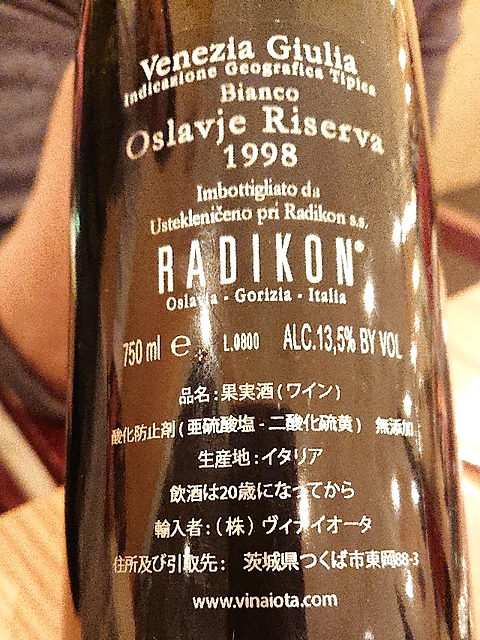 Venezia Giulia
Indicazione Geografica Tipica
Bianco
Oslavje Riserva
1998
Imbottigliato da
Ustekleničeno pri Radikon s.s.
RADIKON®
Oslavia - Gorizia - Italia
750 ml e L.0800 ALC.13,5% BY VOL
品名:果実酒(ワイン)
酸化防止剤(亜硫酸塩-二酸化硫黄) 無添加
生産地:イタリア
飲酒は20歳になってから
輸入者:(株)ヴィナイオータ
住所及び引取先: 茨城県つくば市東岡88-3
www.vinaiota.com